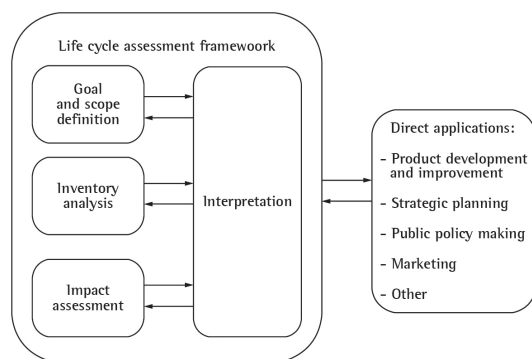 Life cycle assessment framewoork
Goal
and scope
definition
Inventory
analysis
Impact
assessment
Interpretation
Direct applications:
- Product development
and improvement
- Strategic planning
- Public policy making
- Marketing
- Other